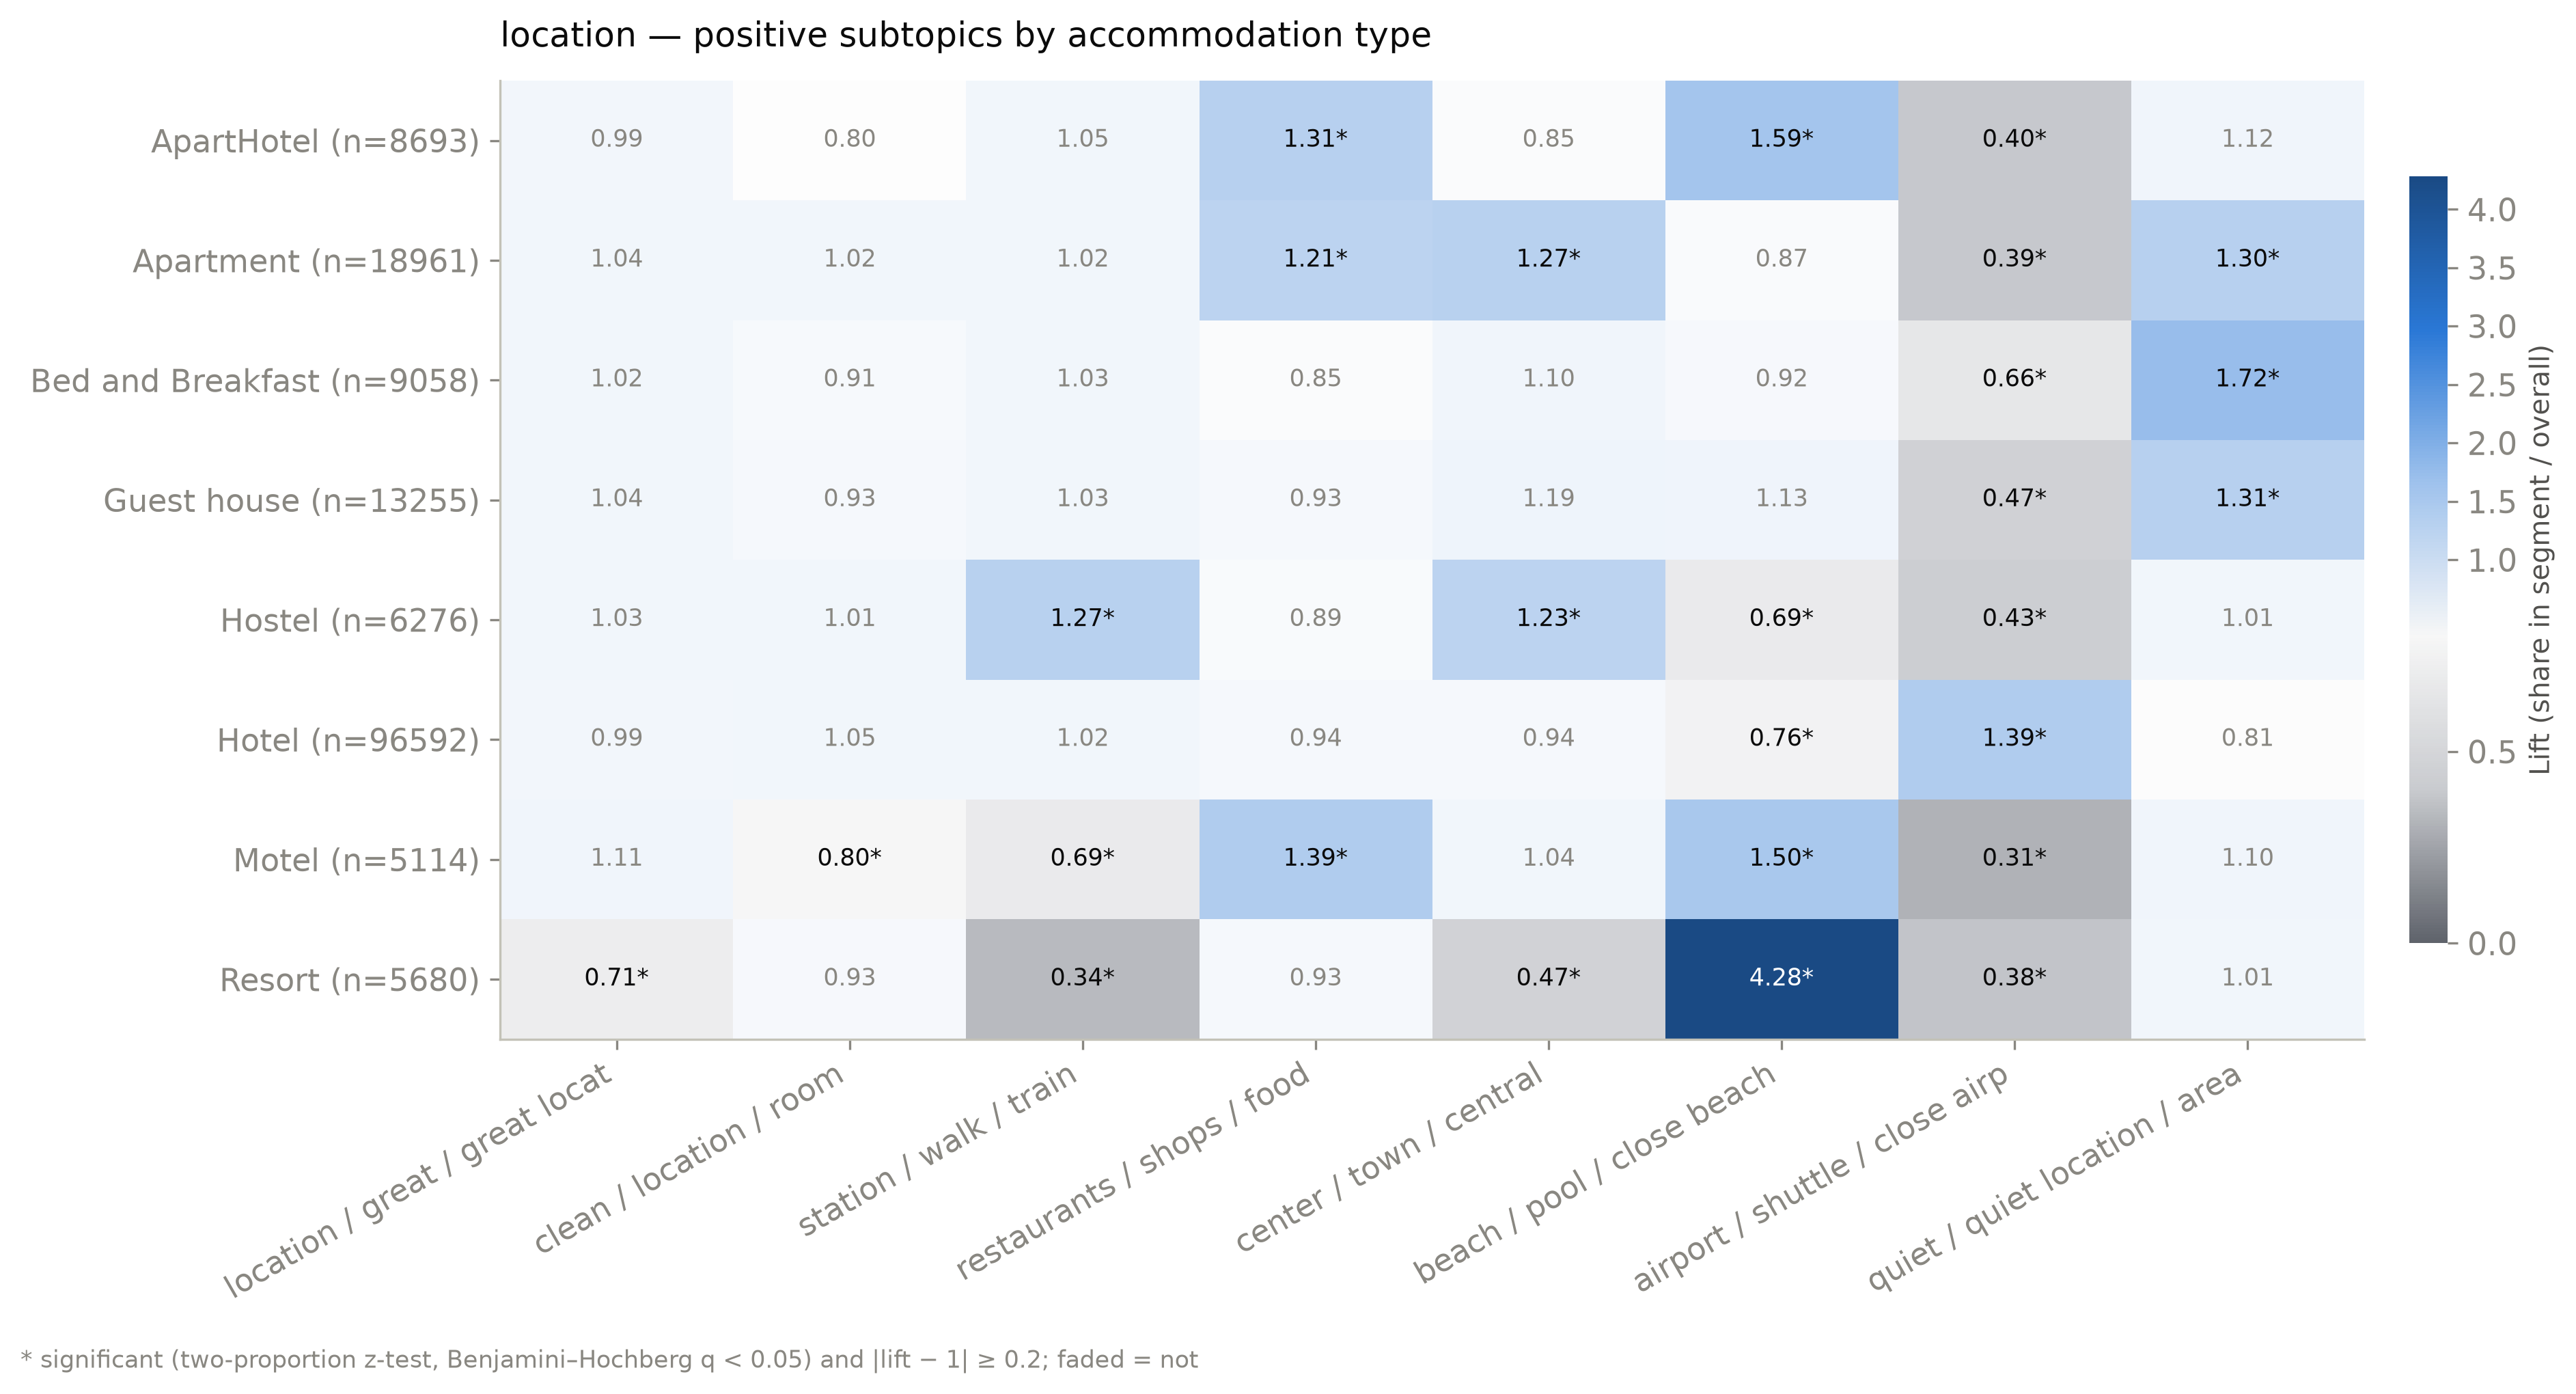 location — positive subtopics by accommodation type
ApartHotel (n=8693) 0.99 0.80 1.05 1.31* 0.85 1.59* 0.40* 1.12
Apartment (n=18961) 1.04 1.02 1.02 1.21* 1.27* 0.87 0.39* 1.30*
Bed and Breakfast (n=9058) 1.02 0.91 1.03 0.85 1.10 0.92 0.66* 1.72*
Guest house (n=13255) 1.04 0.93 1.03 0.93 1.19 1.13 0.47* 1.31*
Hostel (n=6276) 1.03 1.01 1.27* 0.89 1.23* 0.69* 0.43* 1.01
Hotel (n=96592) 0.99 1.05 1.02 0.94 0.94 0.76* 1.39* 0.81
Motel (n=5114) 1.11 0.80* 0.69* 1.39* 1.04 1.50* 0.31* 1.10
Resort (n=5680) 0.71* 0.93 0.34* 0.93 0.47* 4.28* 0.38* 1.01
location / great / great locat
clean / location / room
station / walk / train
restaurants / shops / food
center / town / central
beach / pool / close beach
airport / shuttle / close airp
quiet / quiet location / area
4.0
3.5
3.0
2.5
2.0
1.5
1.0
0.5
0.0
Lift (share in segment / overall)
* significant (two-proportion z-test, Benjamini–Hochberg q < 0.05) and |lift − 1| ≥ 0.2; faded = not